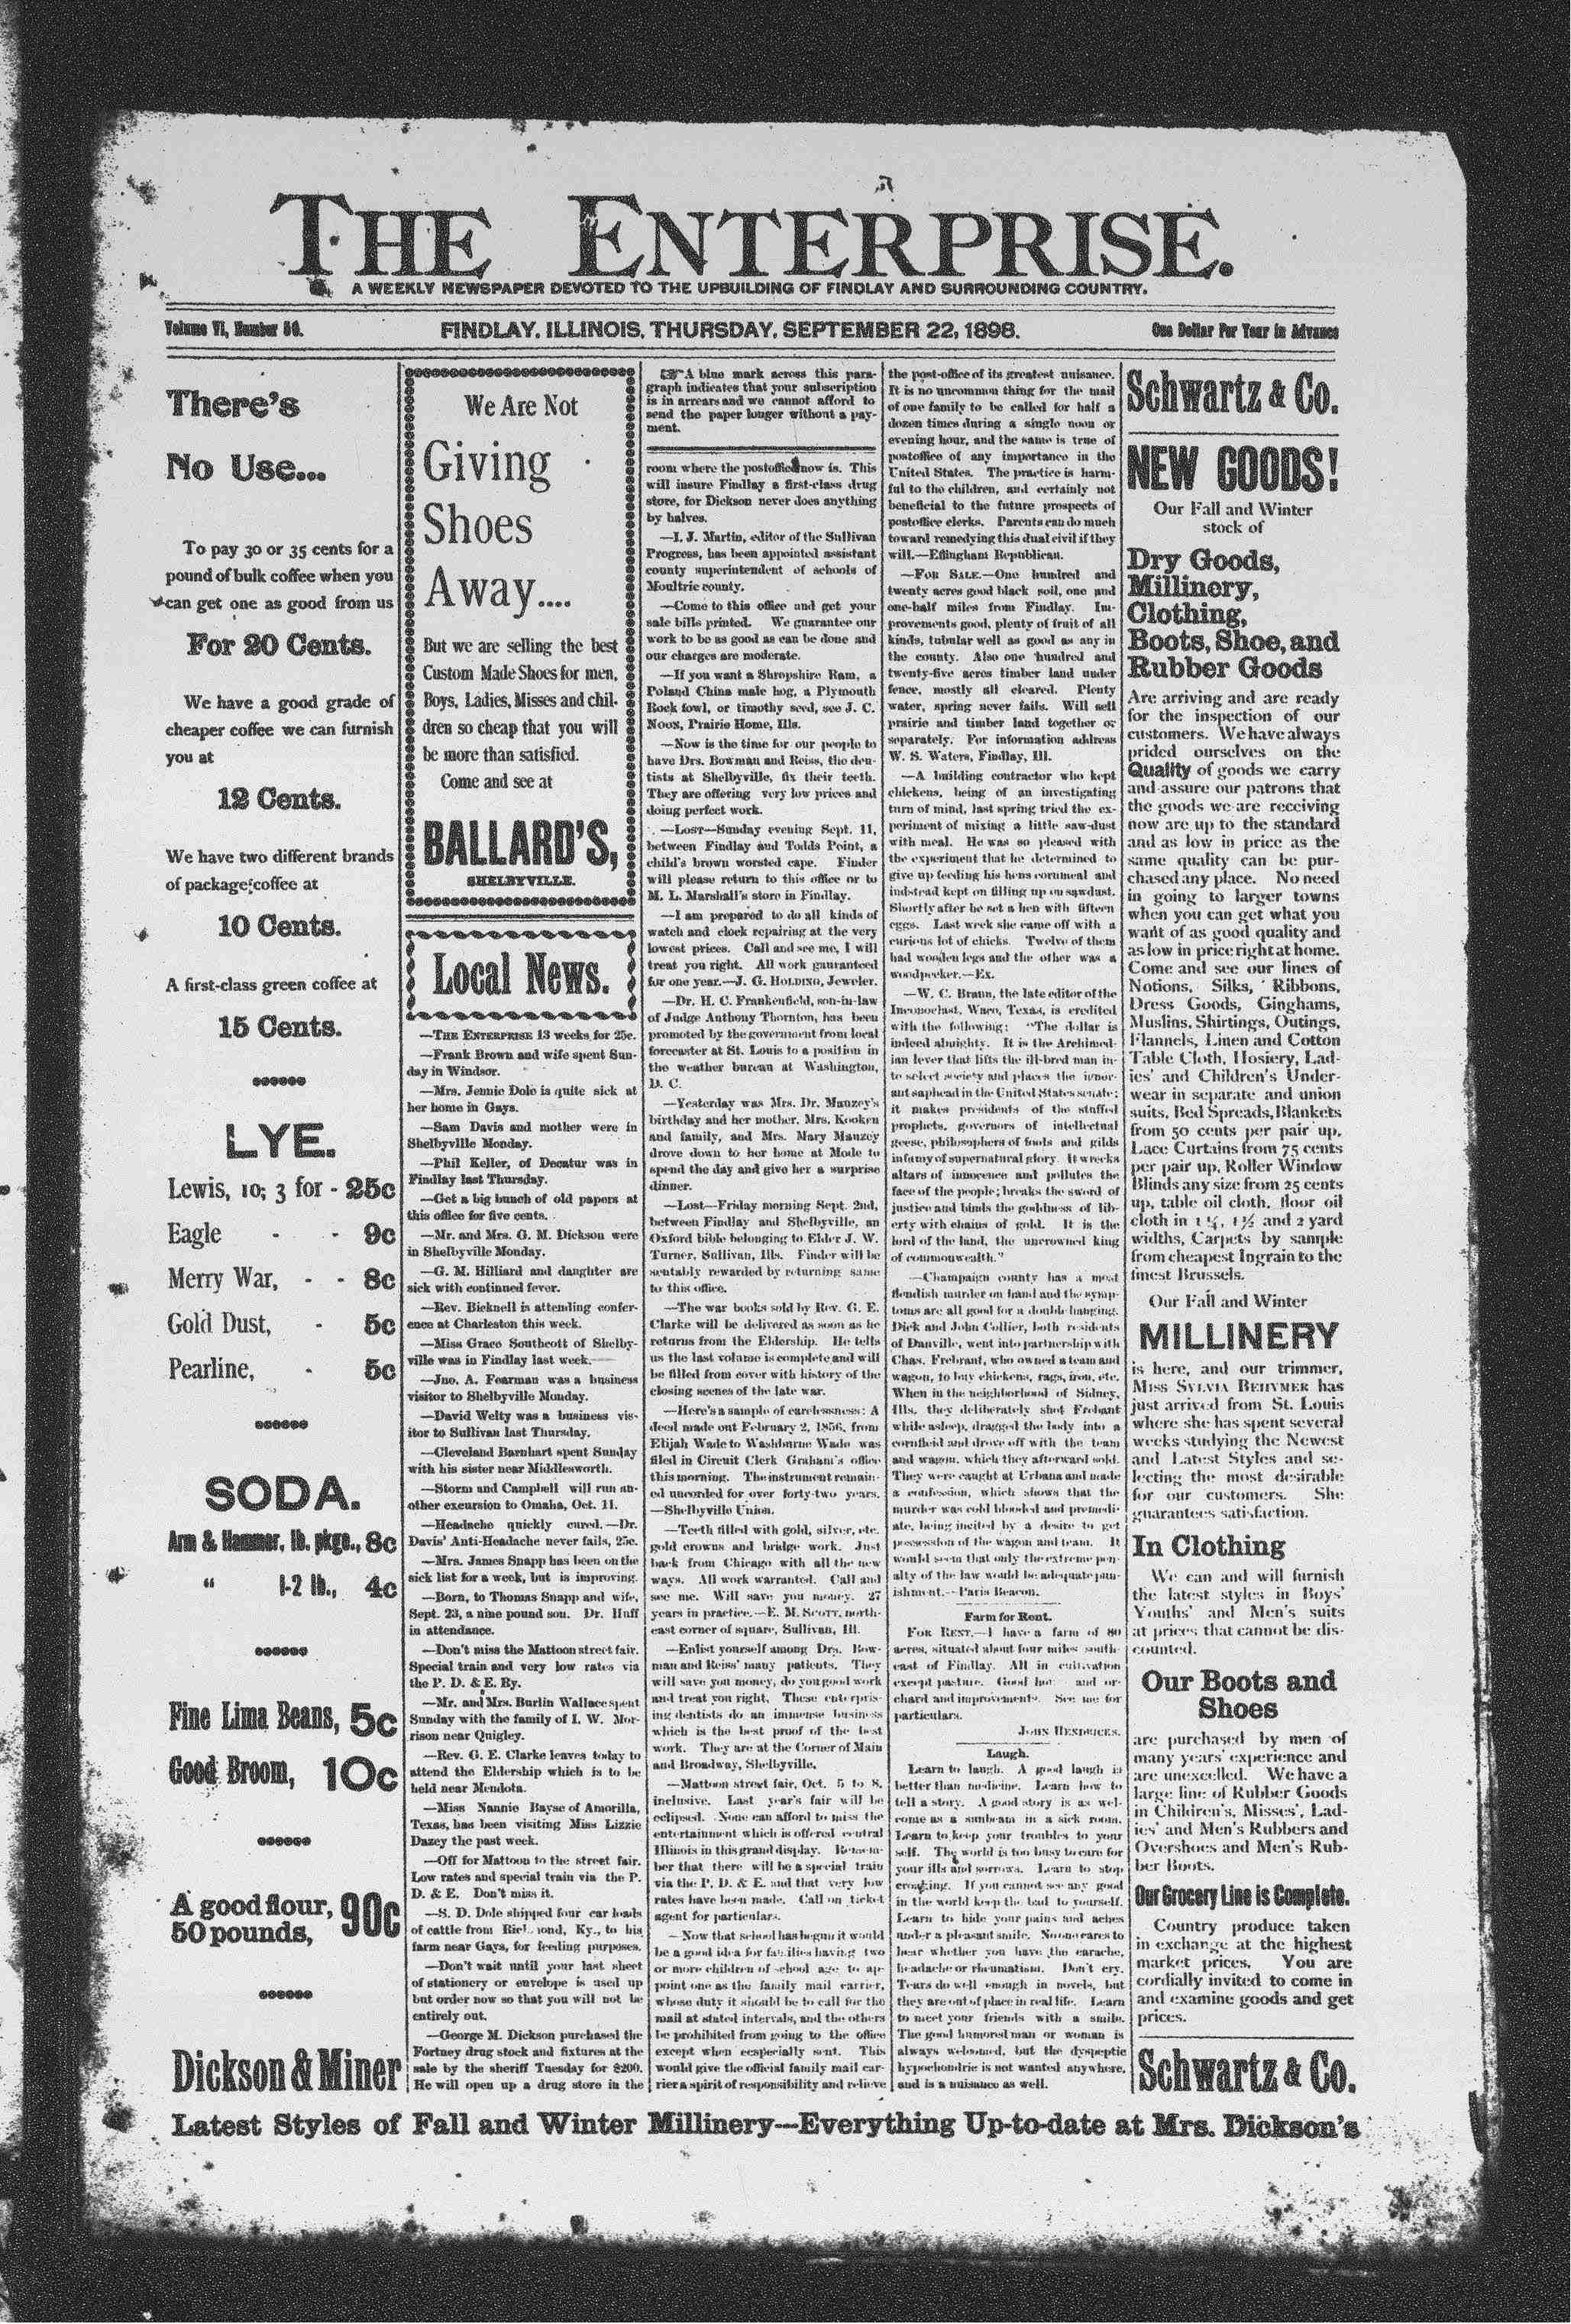 THE ENTERPRISE.
A WEEKLY NEWSPAPER DEVOTED TO THE UPBUILDING OF FINDLAY AND SURROUNDING COUNTRY.
Volume VI, Number 50.
FINDLAY, ILLINOIS, THURSDAY, SEPTEMBER 22, 1898.
One Dollar Per Year in Advance
There's
No Use...
To pay 30 or 35 cents for a
pound of bulk coffee when you
can get one as good from us
For 20 Cents.
We have a good grade of
cheaper coffee we can furnish
you at
12 Cents.
We have two different brands
of package coffee at
10 Cents.
A first-class green coffee at
15 Cents.
LYE.
Lewis, 10; 3 for - 25c
Eagle - - 9c
Merry War, - - 8c
Gold Dust, - 5c
Pearline, - 5c
SODA.
Arm & Hammer, lb. pkgs., 8c
" 1-2 lb., 4c
Fine Lima Beans, 5c
Good Broom, 10c
A good flour, 90c
50 pounds,
Dickson & Miner
We Are Not
Giving
Shoes
Away....
But we are selling the best
Custom Made Shoes for men,
Boys, Ladies, Misses and chil-
dren so cheap that you will
be more than satisfied.
Come and see at
BALLARD'S,
SHELBYVILLE.
Local News.
—THE ENTERPRISE 13 weeks for 25c.
—Frank Brown and wife spent Sun-
day in Windsor.
—Mrs. Jennie Dole is quite sick at
her home in Gays.
—Sam Davis and mother were in
Shelbyville Monday.
—Phil Keller, of Decatur was in
Findlay last Thursday.
—Get a big bunch of old papers at
this office for five cents.
—Mr. and Mrs. G. M. Dickson were
in Shelbyville Monday.
—G. M. Hilliard and daughter are
sick with continued fever.
—Rev. Bicknell is attending confer-
ence at Charleston this week.
—Miss Grace Southcott of Shelby-
ville was in Findlay last week.
—Jno. A. Fearman was a business
visitor to Shelbyville Monday.
—David Welty was a business vis-
itor to Sullivan last Thursday.
—Cleveland Barnhart spent Sunday
with his sister near Middlesworth.
—Storm and Campbell will run an-
other excursion to Omaha, Oct. 11.
—Headache quickly cured.—Dr.
Davis' Anti-Headache never fails, 25c.
—Mrs. James Snapp has been on the
sick list for a week, but is improving.
—Born, to Thomas Snapp and wife,
Sept. 23, a nine pound son. Dr. Huff
in attendance.
—Don't miss the Mattoon street fair.
Special train and very low rates via
the P. D. & E. Ry.
—Mr. and Mrs. Burlin Wallace spent
Sunday with the family of I. W. Mor-
rison near Quigley.
—Rev. G. E. Clarke leaves today to
attend the Eldership which is to be
held near Mendota.
—Miss Nannie Bayse of Amorilla,
Texas, has been visiting Miss Lizzie
Dazey the past week.
—Off for Mattoon to the street fair.
Low rates and special train via the P.
D. & E. Don't miss it.
—S. D. Dole shipped four car loads
of cattle from Richmond, Ky., to his
farm near Gays, for feeding purposes.
—Don't wait until your last sheet
of stationery or envelope is used up
but order now so that you will not be
entirely out.
—George M. Dickson purchased the
Fortney drug stock and fixtures at the
sale by the sheriff Tuesday for $200.
He will open up a drug store in the
☞A blue mark across this para-
graph indicates that your subscription
is in arrears and we cannot afford to
send the paper longer without a pay-
ment.
room where the postoffice now is. This
will insure Findlay a first-class drug
store, for Dickson never does anything
by halves.
—I. J. Martin, editor of the Sullivan
Progress, has been appointed assistant
county superintendent of schools of
Moultrie county.
—Come to this office and get your
sale bills printed. We guarantee our
work to be as good as can be done and
our charges are moderate.
—If you want a Shropshire Ram, a
Poland China male hog, a Plymouth
Rock fowl, or timothy seed, see J. C.
NOON, Prairie Home, Ills.
—Now is the time for our people to
have Drs. Bowman and Reiss, the den-
tists at Shelbyville, fix their teeth.
They are offering very low prices and
doing perfect work.
—LOST—Sunday evening Sept. 11,
between Findlay and Todds Point, a
child's brown worsted cape. Finder
will please return to this office or to
M. L. Marshall's store in Findlay.
—I am prepared to do all kinds of
watch and clock repairing at the very
lowest prices. Call and see me, I will
treat you right. All work gauranteed
for one year.—J. G. HOLDING, Jeweler.
—Dr. H. C. Frankenfield, son-in-law
of Judge Anthony Thornton, has been
promoted by the government from local
forecaster at St. Louis to a position in
the weather bureau at Washington,
D. C.
—Yesterday was Mrs. Dr. Mauzey's
birthday and her mother, Mrs. Kooken
and family, and Mrs. Mary Mauzey
drove down to her home at Mode to
spend the day and give her a surprise
dinner.
—Lost—Friday morning Sept. 2nd,
between Findlay and Shelbyville, an
Oxford bible belonging to Elder J. W.
Turner, Sullivan, Ills. Finder will be
suitably rewarded by returning same
to this office.
—The war books sold by Rev. G. E.
Clarke will be delivered as soon as he
returns from the Eldership. He tells
us the last volume is complete and will
be filled from cover with history of the
closing scenes of the late war.
—Here's a sample of carelessness: A
deed made out February 2, 1856, from
Elijah Wade to Washburne Wade was
filed in Circuit Clerk Graham's office
this morning. The instrument remain-
ed uncorded for over forty-two years.
—Shelbyville Union.
—Teeth filled with gold, silver, etc.
gold crowns and bridge work. Just
back from Chicago with all the new
ways. All work warranted. Call and
see me. Will save you money. 27
years in practice.—E. M. SCOTT, north-
east corner of square, Sullivan, Ill.
—Enlist yourself among Drs. Bow-
man and Reiss' many patients. They
will save you money, do you good work
and treat you right. These enterpris-
ing dentists do an immense business
which is the best proof of the best
work. They are at the Corner of Main
and Broadway, Shelbyville.
—Mattoon street fair, Oct. 5 to 8,
inclusive. Last year's fair will be
eclipsed. None can afford to miss the
entertainment which is offered central
Illinois in this grand display. Remem-
ber that there will be a special train
via the P. D. & E. and that very low
rates have been made. Call on ticket
agent for particulars.
—Now that school has begun it would
be a good idea for families having two
or more children of school age to ap-
point one as the family mail carrier,
whose duty it should be to call for the
mail at stated intervals, and the others
be prohibited from going to the office
except when ecspecially sent. This
would give the official family mail car-
rier a spirit of responsibility and relieve
the post-office of its greatest nuisance.
It is no uncommon thing for the mail
of one family to be called for half a
dozen times during a single noon or
evening hour, and the same is true of
postoffice of any importance in the
United States. The practice is harm-
ful to the children, and certainly not
beneficial to the future prospects of
postoffice clerks. Parents can do much
toward remedying this dual eivil if they
will.—Effingham Republican.
—FOR SALE.—One hundred and
twenty acres good black soil, one and
one-half miles from Findlay. Im-
provements good, plenty of fruit of all
kinds, tubular well as good as any in
the county. Also one hundred and
twenty-five acres timber land under
fence, mostly all cleared. Plenty
water, spring never fails. Will sell
prairie and timber land together or
separately. For information address
W. S. Waters, Findlay, Ill.
—A building contractor who kept
chickens, being of an investigating
turn of mind, last spring tried the ex-
periment of mixing a little saw-dust
with meal. He was so pleased with
the experiment that he determined to
give up feeding his hens cornmeal and
indstead kept on filling up on sawdust.
Shortly after he set a hen with fifteen
eggs. Last week she came off with a
curious lot of chicks. Twelve of them
had wooden legs and the other was a
woodpecker.—Ex.
—W. C. Brann, the late editor of the
Inconoclast, Waco, Texas, is credited
with the following: "The dollar is
indeed almighty. It is the Archimed-
ian lever that lifts the ill-bred man in-
to select society and places the ignor-
ant saphead in the United States senate;
it makes presidents of the stuffed
prophets, governors of intellectual
geese, philosophers of fools and gilds
infamy of supernatural glory. It wrecks
altars of innocence and pollutes the
face of the people; breaks the sword of
justice and binds the goddness of lib-
erty wirh chains of gold. It is the
lord of the land, the uncrowned king
of commonwealth."
—Champaign county has a most
fiendish murder on hand and the symp-
toms are all good for a double hanging.
Dick and John Collier, both residents
of Danville, went into partnership with
Chas. Frebrant, who owned a team and
wagon, to buy chickens, rags, iron, etc.
When in the neighborhood of Sidney,
Ills. they deliberately shot Frebant
while asleep, dragged the body into a
cornfield and drove off with the team
and wagon, which they afterward sold.
They were caught at Urbana and made
a confession, which shows that the
murder was cold blooded and premedi-
ate, being incited by a desire to get
possession of the wagon and team. It
would seem that only the extreme pen-
alty of the law would be adequate pun-
ishment.—Paris Beacon.
Farm for Rent.
FOR RENT.—I have a farm of 80
acres, situated about four miles south-
east of Findlay. All in cultivation
except pasture. Good and or-
chard and improvements. See me for
particulars.
JOHN HENDRICKS.
Laugh.
Learn to laugh. A good laugh is
better than medicine. Learn how to
tell a story. A good story is as wel-
come as a sunbeam in a sick room.
Learn to keep your troubles to your
self. The world is too busy to care for
your ills and sorrows. Learn to stop
croaking. If you cannot see any good
in the world keep the bad to yourself.
Learn to hide your pains and aches
under a pleasant smile. No one cares to
hear whether you have the earache,
headache or rheumatism. Don't cry.
Tears do well enough in novels, but
they are out of place in real life. Learn
to meet your friends with a smile.
The good humored man or woman is
always welcomed, but the dyspeptic
hypochondric is not wanted anywhere,
and is a nuisance as well.
Schwartz & Co.
NEW GOODS!
Our Fall and Winter
stock of
Dry Goods,
Millinery,
Clothing,
Boots, Shoe, and
Rubber Goods
Are arriving and are ready
for the inspection of our
customers. We have always
prided ourselves on the
Quality of goods we carry
and assure our patrons that
the goods we are receiving
now are up to the standard
and as low in price as the
same quality can be pur-
chased any place. No need
in going to larger towns
when you can get what you
want of as good quality and
as low in price right at home.
Come and see our lines of
Notions, Silks, Ribbons,
Dress Goods, Ginghams,
Muslins, Shirtings, Outings,
Flannels, Linen and Cotton
Table Cloth, Hosiery, Lad-
ies' and Children's Under-
wear in separate and union
suits, Bed Spreads, Blankets
from 50 cents per pair up,
Lace Curtains from 75 cents
per pair up, Roller Window
Blinds any size from 25 cents
up, table oil cloth, floor oil
cloth in 1¼, 1½ and 2 yard
widths, Carpets by sample
from cheapest Ingrain to the
finest Brussels.
Our Fall and Winter
MILLINERY
is here, and our trimmer,
MISS SYLVIA BEHYMER has
just arrived from St. Louis
where she has spent several
weeks studying the Newest
and Latest Styles and se-
lecting the most desirable
for our customers. She
guarantees satisfaction.
In Clothing
We can and will furnish
the latest styles in Boys'
Youths' and Men's suits
at prices that cannot be dis-
counted.
Our Boots and
Shoes
are purchased by men of
many years' experience and
are unexcelled. We have a
large line of Rubber Goods
in Children's, Misses', Lad-
ies' and Men's Rubbers and
Overshoes and Men's Rub-
ber Boots.
Our Grocery Line is Complete.
Country produce taken
in exchange at the highest
market prices. You are
cordially invited to come in
and examine goods and get
prices.
Schwartz & Co.
Latest Styles of Fall and Winter Millinery---Everything Up-to-date at Mrs. Dickson's